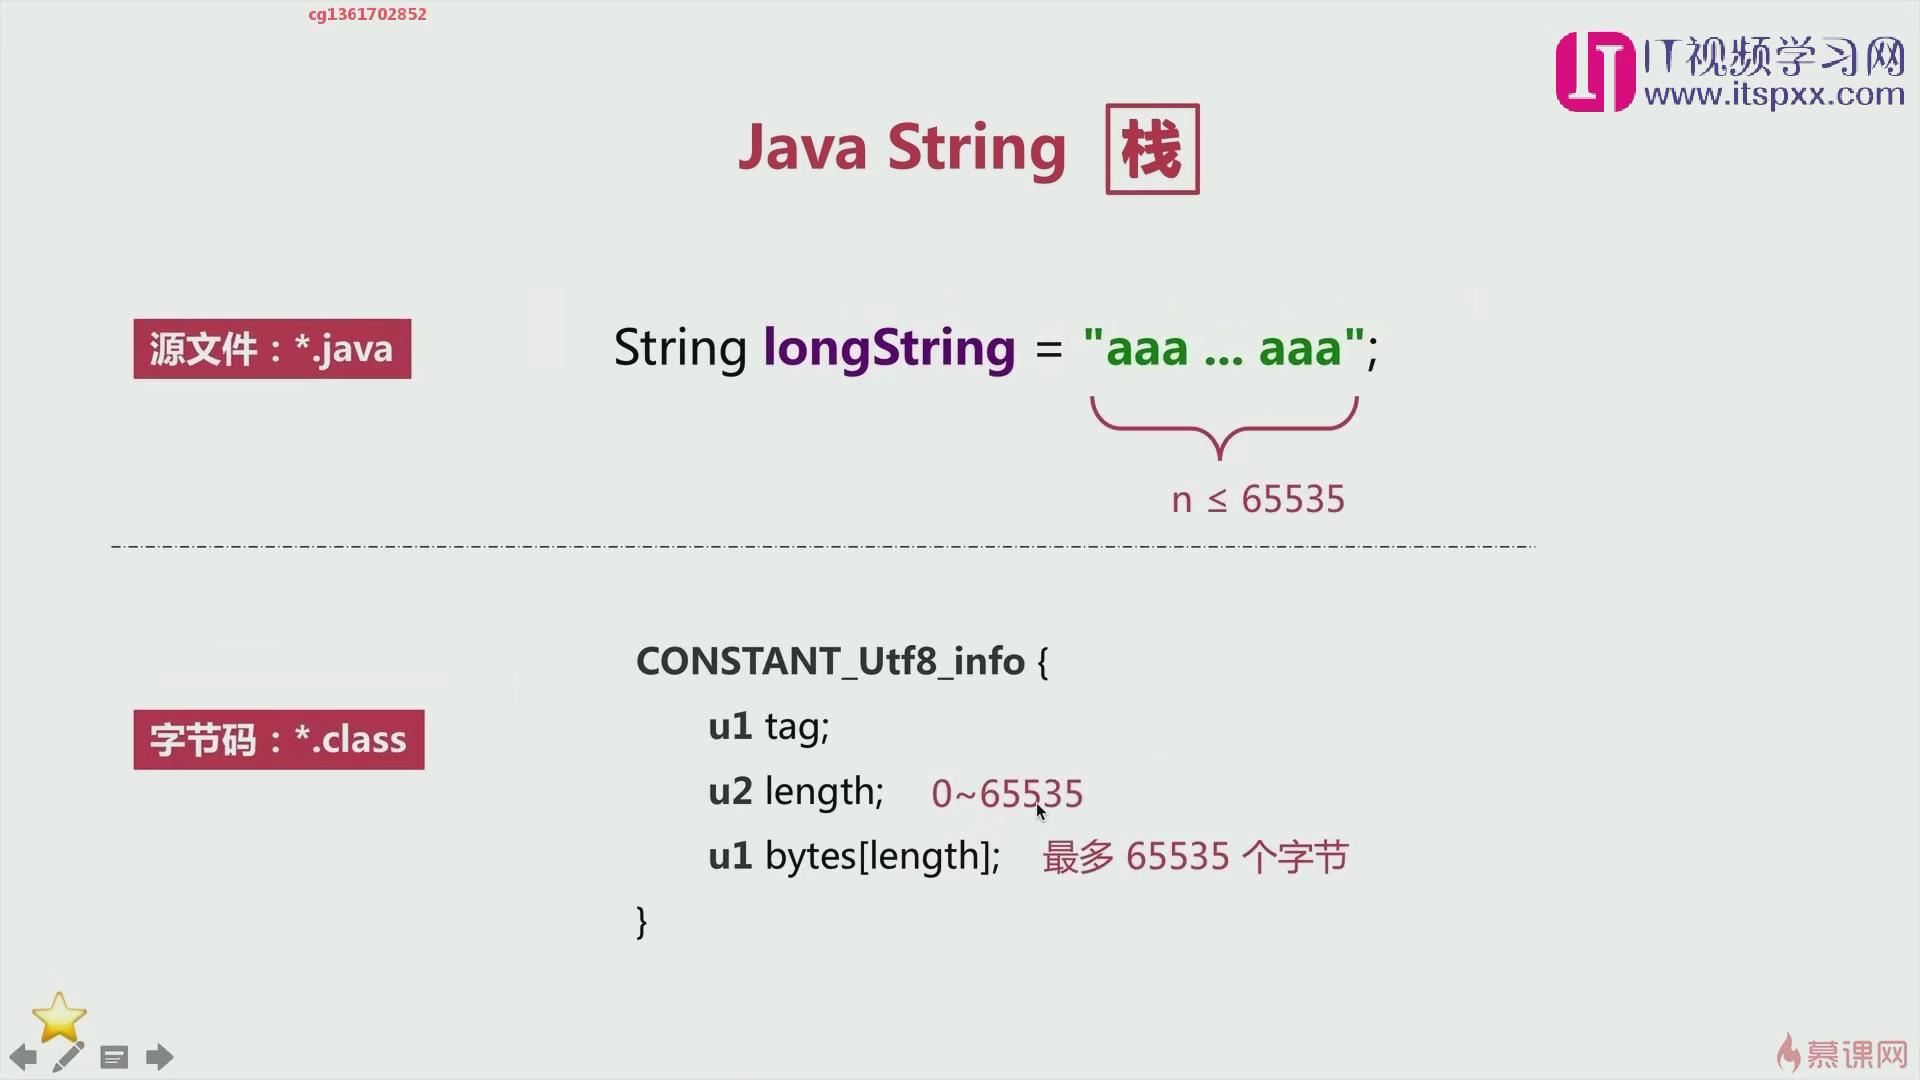 cg1361702852
IT视频学习网
www.itspxx.com
Java String 栈
源文件：*.java
String longString = "aaa ... aaa";
n ≤ 65535
CONSTANT_Utf8_info {
u1 tag;
字节码：*.class
u2 length; 0~65535
u1 bytes[length]; 最多 65535 个字节
}
慕课网